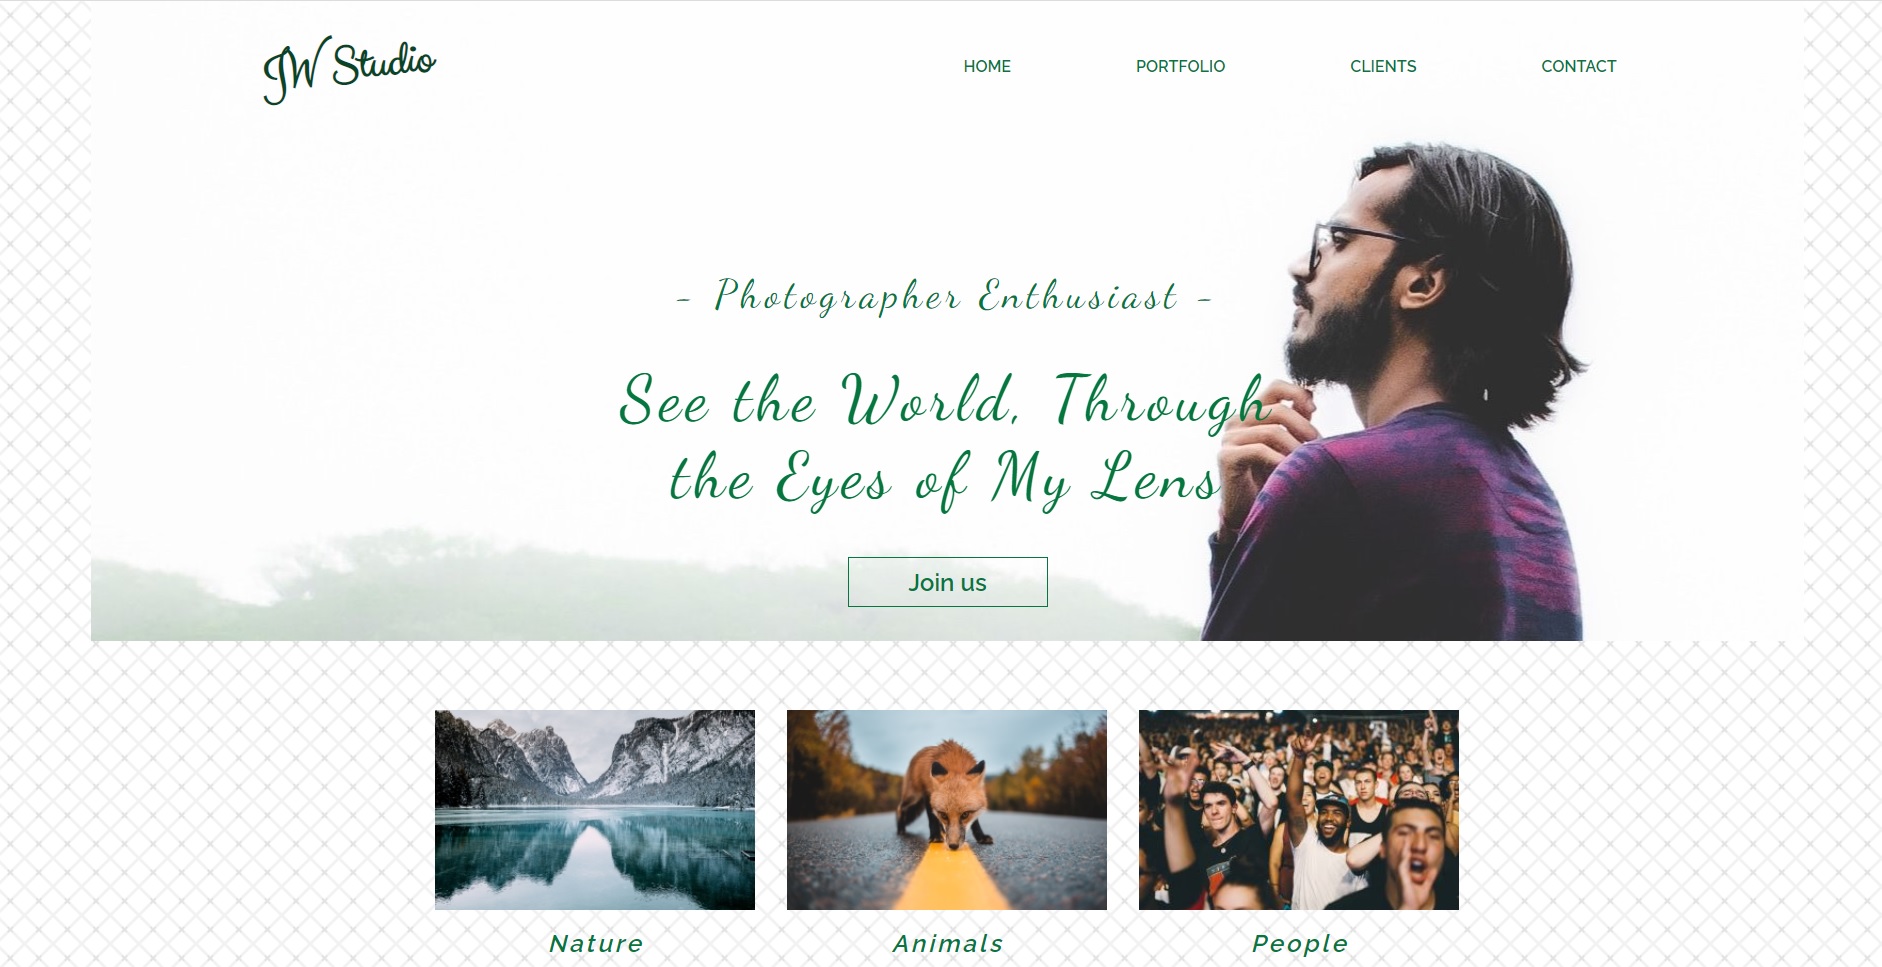 JW Studio
HOME PORTFOLIO CLIENTS CONTACT
- Photographer Enthusiast -
See the World, Through
the Eyes of My Lens
Join us
Nature Animals People